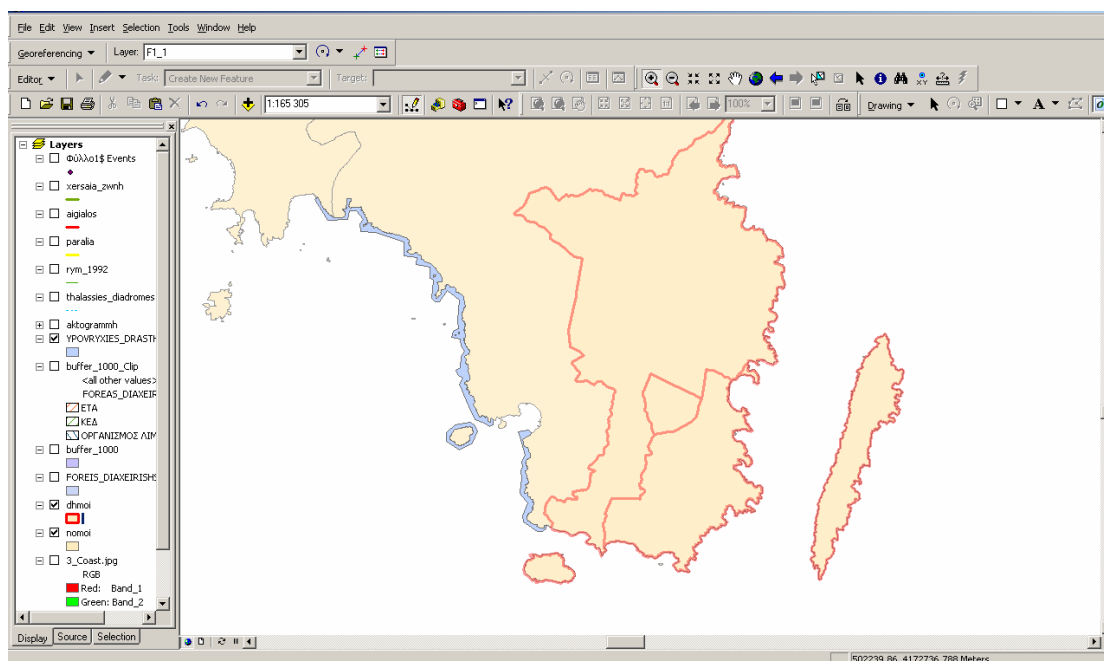 File Edit View Insert Selection Tools Window Help
Georeferencing Layer: F1_1
Editor Task: Create New Feature Target:
1:165 305 100% Drawing A
Layers
Φύλλο1$ Events
xersaia_zwnh
aigialos
paralia
rym_1992
thalassies_diadromes
aktogrammh
YPOVRYXIES_DRASTH
buffer_1000_Clip
<all other values>
FOREAS_DIAXEIR
ΕΤΑ
ΚΕΔ
ΟΡΓΑΝΙΣΜΟΣ ΛΙΜ
buffer_1000
FOREIS_DIAXEIRISHS
dhmoi
nomoi
3_Coast.jpg
RGB
Red: Band_1
Green: Band_2
Display Source Selection
502239,86 4172736,788 Meters